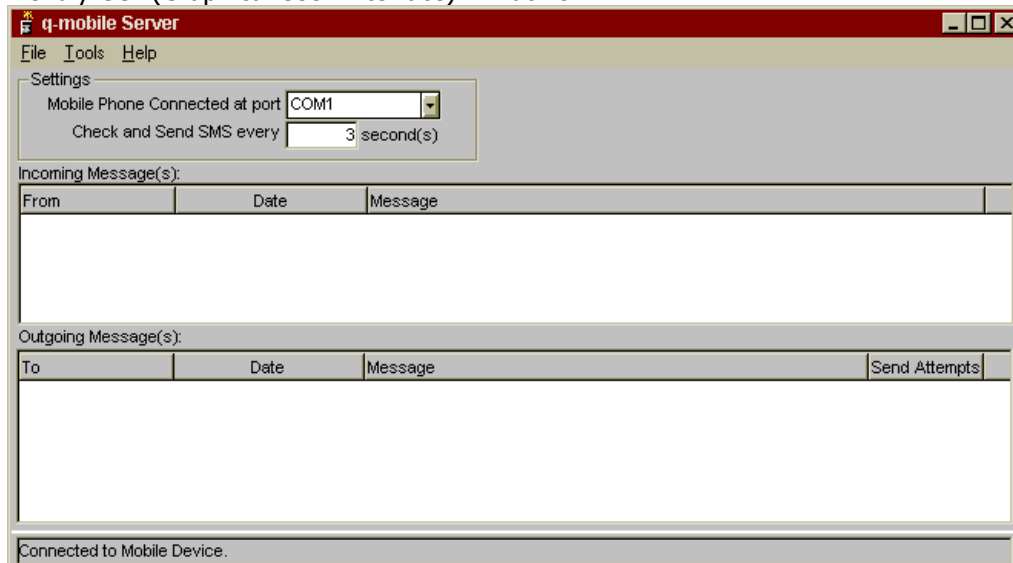 q-mobile Server
File Tools Help
Settings
Mobile Phone Connected at port COM1
Check and Send SMS every 3 second(s)
Incoming Message(s):
From Date Message
Outgoing Message(s):
To Date Message Send Attempts
Connected to Mobile Device.